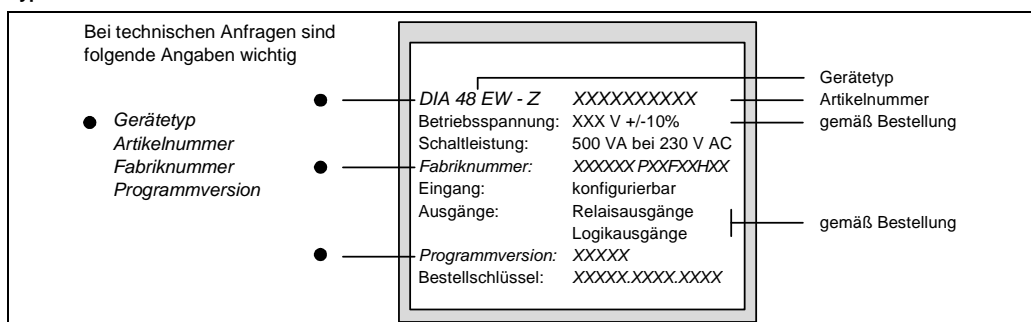 Bei technischen Anfragen sind
folgende Angaben wichtig
● Gerätetyp
Artikelnummer
Fabriknummer
Programmversion
DIA 48 EW - Z XXXXXXXXXX
Betriebsspannung: XXX V +/-10%
Schaltleistung: 500 VA bei 230 V AC
Fabriknummer: XXXXXX PXXFXXHXX
Eingang: konfigurierbar
Ausgänge: Relaisausgänge
Logikausgänge
Programmversion: XXXXX
Bestellschlüssel: XXXXX.XXXX.XXXX
Gerätetyp
Artikelnummer
gemäß Bestellung
gemäß Bestellung